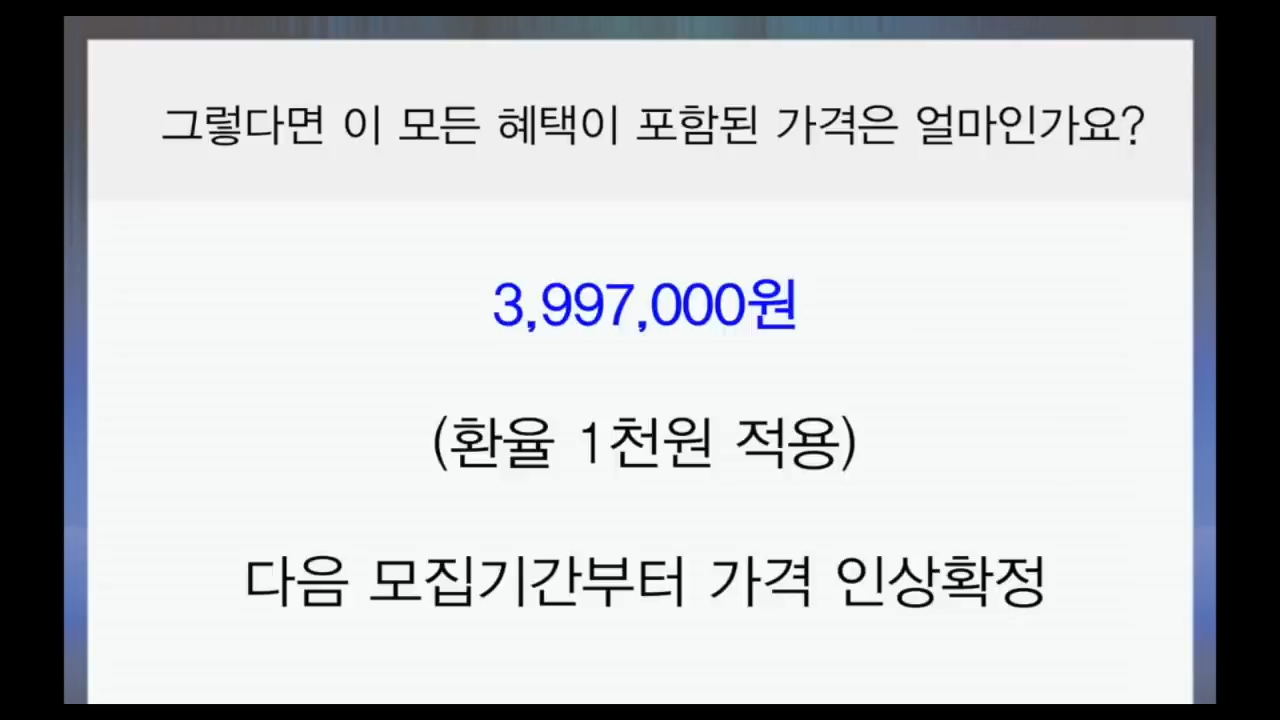 그렇다면 이 모든 혜택이 포함된 가격은 얼마인가요?
3,997,000원
(환율 1천원 적용)
다음 모집기간부터 가격 인상확정